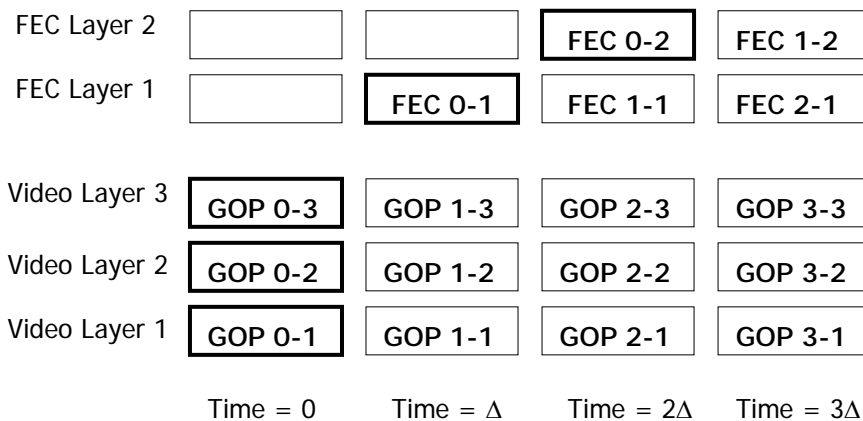 FEC Layer 2 FEC 0-2 FEC 1-2
FEC Layer 1 FEC 0-1 FEC 1-1 FEC 2-1
Video Layer 3 GOP 0-3 GOP 1-3 GOP 2-3 GOP 3-3
Video Layer 2 GOP 0-2 GOP 1-2 GOP 2-2 GOP 3-2
Video Layer 1 GOP 0-1 GOP 1-1 GOP 2-1 GOP 3-1
Time = 0 Time = Δ Time = 2Δ Time = 3Δ